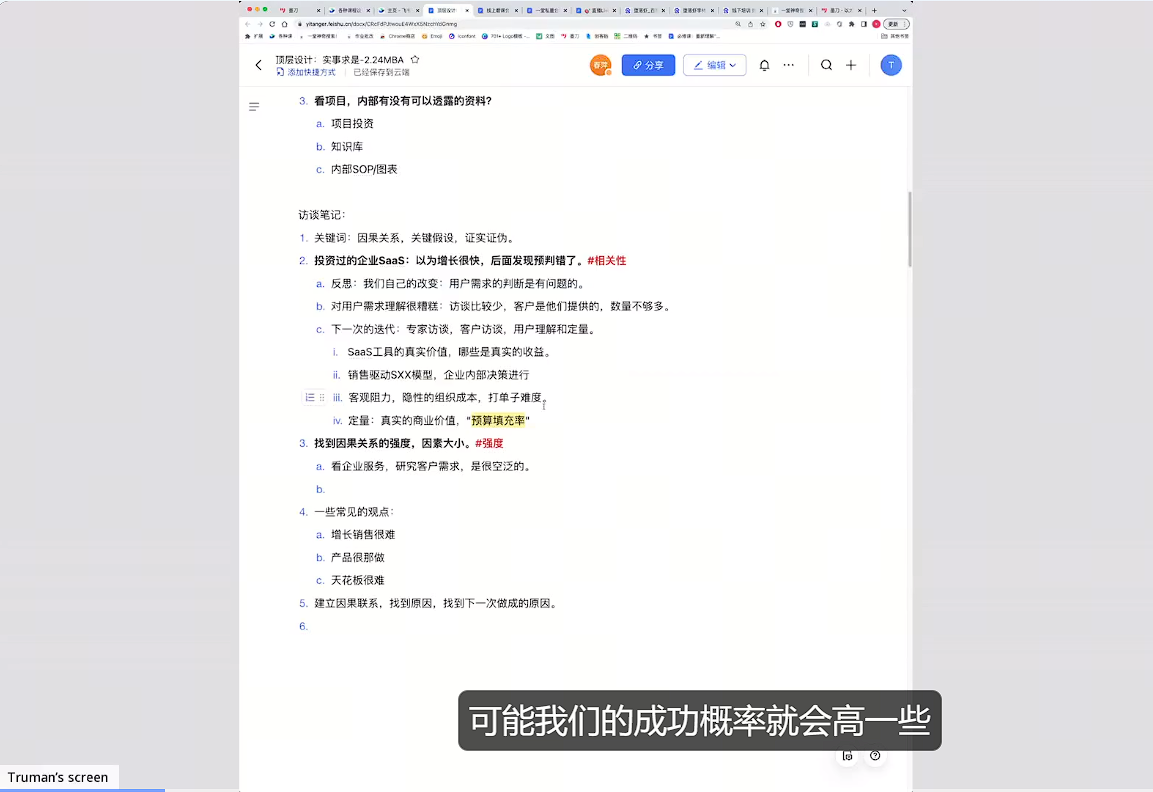 yitanger.feishu.cn/docx/
更新
顶层设计：实事求是-2.24MBA
添加快捷方式 | 已经保存到云端
分享
编辑
T
3. 看项目，内部有没有可以透露的资料?
a. 项目投资
b. 知识库
c. 内部SOP/图表
访谈笔记：
1. 关键词：因果关系，关键假设，证实证伪。
2. 投资过的企业SaaS：以为增长很快，后面发现预判错了。#相关性
a. 反思：我们自己的改变：用户需求的判断是有问题的。
b. 对用户需求理解很糟糕：访谈比较少，客户是他们提供的，数量不够多。
c. 下一次的迭代：专家访谈，客户访谈，用户理解和定量。
i. SaaS工具的真实价值，哪些是真实的收益。
ii. 销售驱动SXX模型，企业内部决策进行
iii. 客观阻力，隐性的组织成本，打单子难度。
iv. 定量：真实的商业价值，"预算填充率"
3. 找到因果关系的强度，因素大小。#强度
a. 看企业服务，研究客户需求，是很空泛的。
b.
4. 一些常见的观点：
a. 增长销售很难
b. 产品很那做
c. 天花板很难
5. 建立因果联系，找到原因，找到下一次做成的原因。
6.
可能我们的成功概率就会高一些
Truman's screen